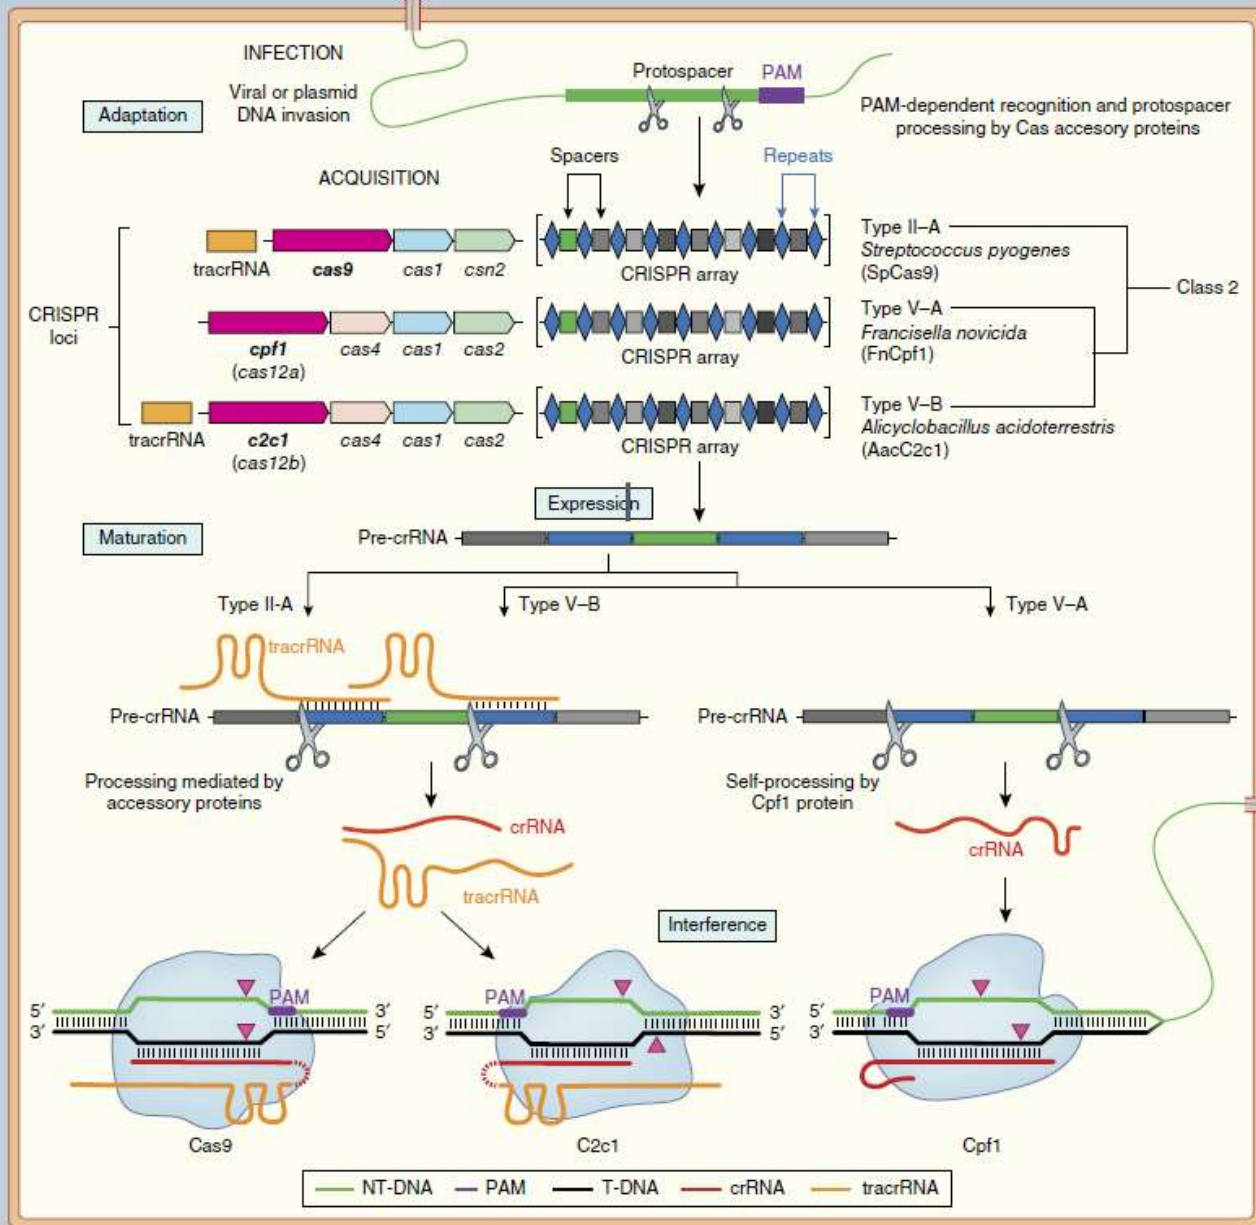 INFECTION
Viral or plasmid
DNA invasion
Adaptation
Protospacer
PAM
PAM-dependent recognition and protospacer
processing by Cas accesory proteins
ACQUISITION
Spacers
Repeats
CRISPR
loci
tracrRNA
cas9
cas1
csn2
CRISPR array
Type II–A
Streptococcus pyogenes
(SpCas9)
Class 2
cpf1
(cas12a)
cas4
cas1
cas2
CRISPR array
Type V–A
Francisella novicida
(FnCpf1)
tracrRNA
c2c1
(cas12b)
cas4
cas1
cas2
CRISPR array
Type V–B
Alicyclobacillus acidoterrestris
(AacC2c1)
Expression
Maturation
Pre-crRNA
Type II-A
Type V–B
Type V–A
tracrRNA
Pre-crRNA
Pre-crRNA
Processing mediated by
accessory proteins
Self-processing by
Cpf1 protein
crRNA
tracrRNA
crRNA
Interference
5′
3′
PAM
3′
5′
Cas9
5′
3′
PAM
3′
5′
C2c1
5′
3′
PAM
Cpf1
NT-DNA
PAM
T-DNA
crRNA
tracrRNA